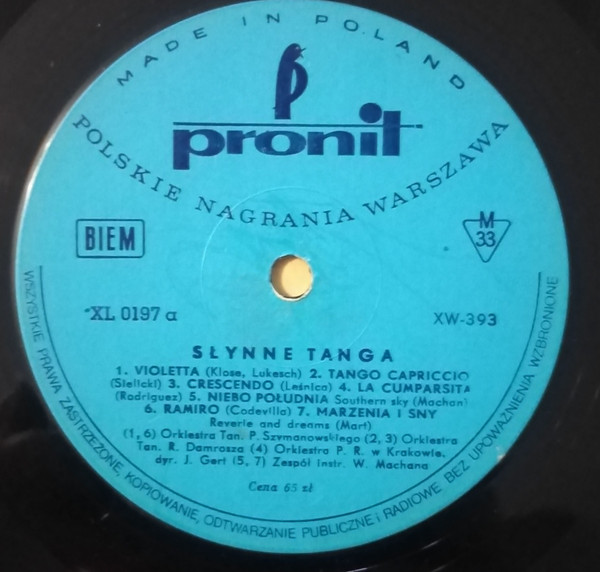 MADE IN POLAND
pronit
POLSKIE NAGRANIA WARSZAWA
BIEM
M
33
XL 0197 a
XW-393
SŁYNNE TANGA
1. VIOLETTA (Klose, Lukesch) 2. TANGO CAPRICCIO
(Sielicki) 3. CRESCENDO (Leśnica) 4. LA CUMPARSITA
(Rodriguez) 5. NIEBO POŁUDNIA Southern sky (Machan)
6. RAMIRO (Codevilla) 7. MARZENIA I SNY
Reverie and dreams (Mart)
(1, 6) Orkiestra Tan. P. Szymanowskiego (2, 3) Orkiestra
Tan. R. Damrosza (4) Orkiestra P. R. w Krakowie,
dyr. J. Gert (5, 7) Zespół Instr. W. Machana
Cena 65 zł
WSZYSTKIE PRAWA ZASTRZEŻONE, KOPIOWANIE, ODTWARZANIE PUBLICZNE i RADIOWE BEZ UPOWAŻNIENIA WZBRONIONE